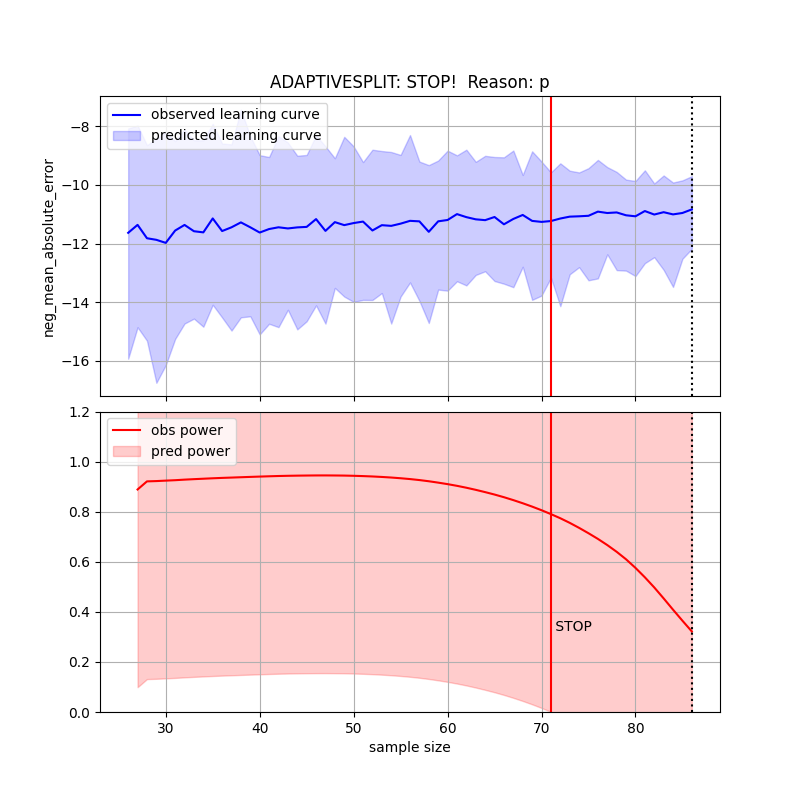 ADAPTIVESPLIT: STOP!  Reason: p
observed learning curve
predicted learning curve
neg_mean_absolute_error
−8
−10
−12
−14
−16
obs power
pred power
1.2
1.0
0.8
0.6
0.4
0.2
0.0
STOP
30 40 50 60 70 80
sample size